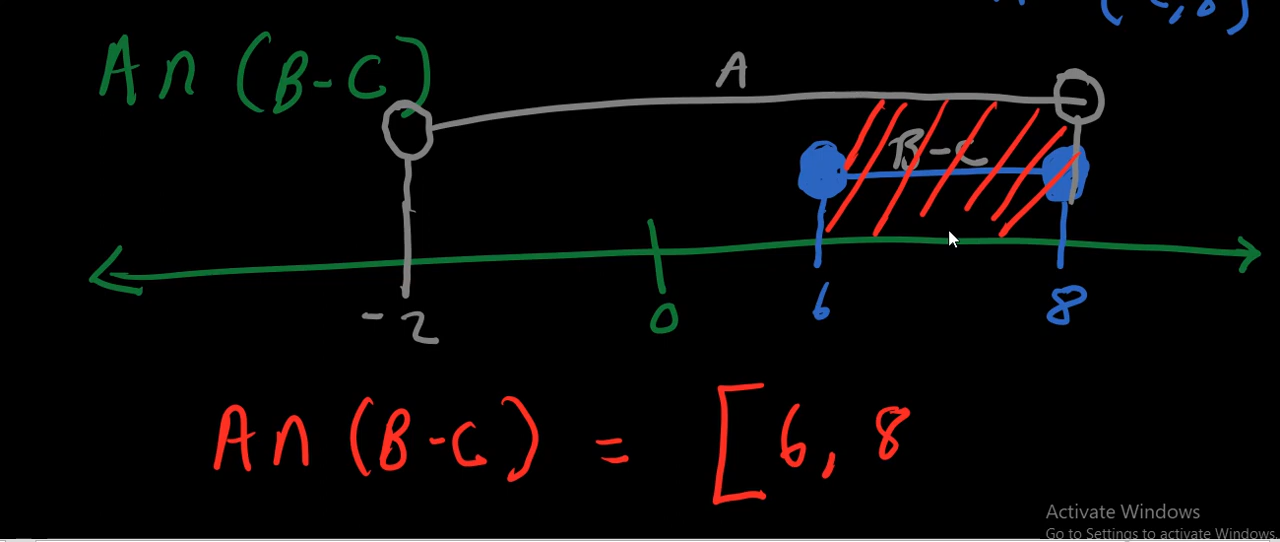 A∩(B-C)
A
B-C
-2 0 6 8
A∩(B-C) = [6, 8
Activate Windows
Go to Settings to activate Windows.